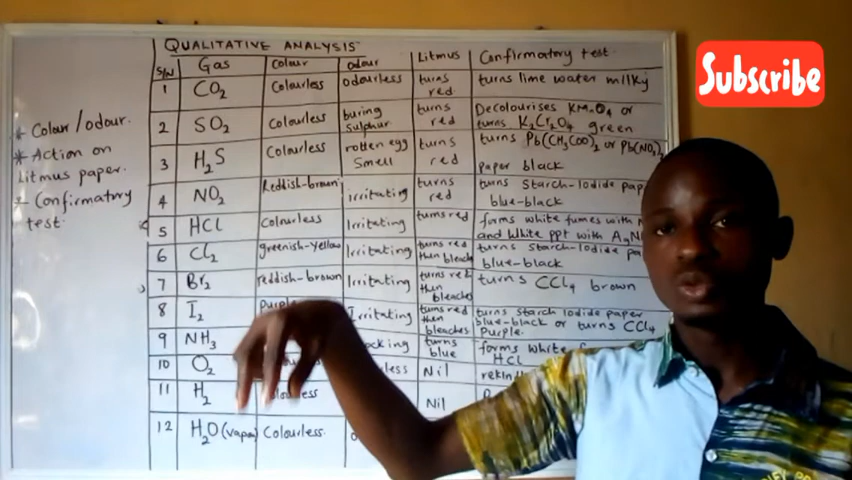 QUALITATIVE ANALYSIS
Subscribe
* Colour/odour.
* Action on
Litmus paper.
* Confirmatory
test.
S/N Gas Colour odour Litmus Confirmatory test.
1 CO2 Colourless odourless turns red turns lime water milky
2 SO2 Colourless buring sulphur turns red Decolourises KMnO4 or turns K2Cr2O4 green
3 H2S Colourless rotten egg smell turns red turns Pb(CH3COO)2 or Pb(NO3)2 paper black
4 NO2 Reddish-brown irritating turns red turns starch-Iodide blue-black
5 HCl Colourless Irritating turns red forms white fumes with and white ppt with
6 Cl2 greenish-yellow Irritating turns red then bleach turns starch-Iodide blue-black
7 Br2 reddish-brown Irritating turns red then bleaches turns CCl4 brown
8 I2 Purple Irritating turns red then bleaches turns starch Iodide paper blue-black or turns CCl4 Purple.
9 NH3 turns blue forms white HCl
10 O2 Nil
11 H2 Nil
12 H2O(vapour) Colourless.